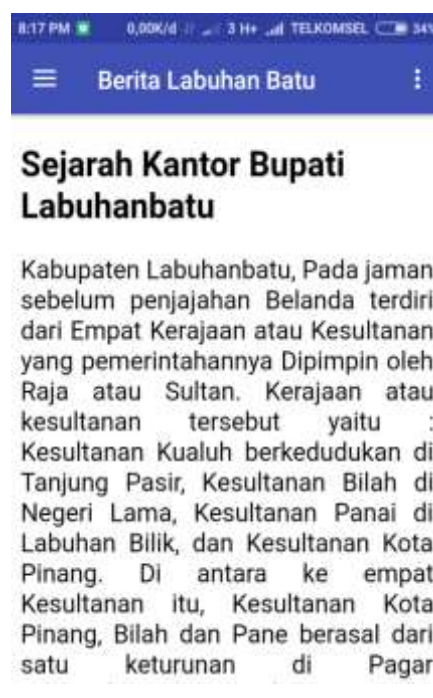 8:17 PM 0,00K/d 3 H+ TELKOMSEL 34%
Berita Labuhan Batu
Sejarah Kantor Bupati
Labuhanbatu
Kabupaten Labuhanbatu, Pada jaman
sebelum penjajahan Belanda terdiri
dari Empat Kerajaan atau Kesultanan
yang pemerintahannya Dipimpin oleh
Raja atau Sultan. Kerajaan atau
kesultanan tersebut yaitu :
Kesultanan Kualuh berkedudukan di
Tanjung Pasir, Kesultanan Bilah di
Negeri Lama, Kesultanan Panai di
Labuhan Bilik, dan Kesultanan Kota
Pinang. Di antara ke empat
Kesultanan itu, Kesultanan Kota
Pinang, Bilah dan Pane berasal dari
satu keturunan di Pagar